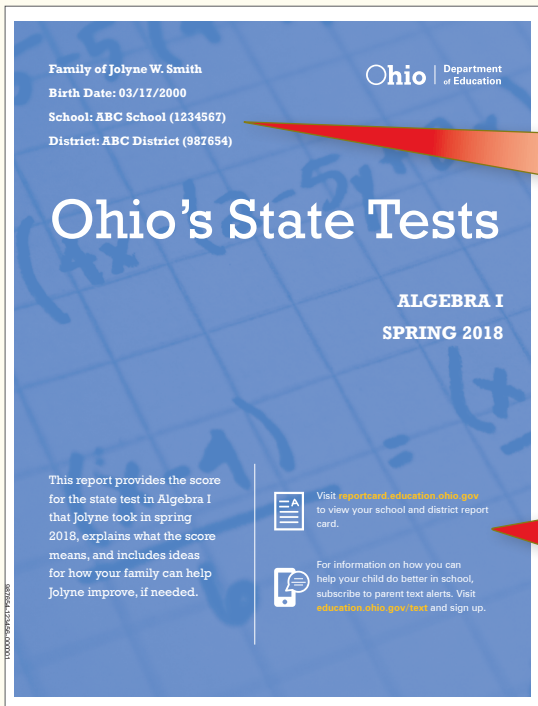 Family of Jolyne W. Smith
Birth Date: 03/17/2000
School: ABC School (1234567)
District: ABC District (987654)
Ohio Department of Education
Ohio's State Tests
ALGEBRA I
SPRING 2018
This report provides the score
for the state test in Algebra I
that Jolyne took in spring
2018, explains what the score
means, and includes ideas
for how your family can help
Jolyne improve, if needed.
Visit reportcard.education.ohio.gov
to view your school and district report
card.
For information on how you can
help your child do better in school,
subscribe to parent text alerts. Visit
education.ohio.gov/text and sign up.
987654-123456-000001